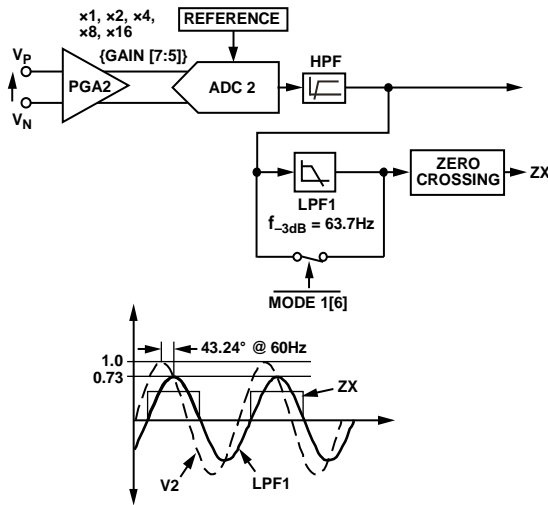 ×1, ×2, ×4,
×8, ×16
{GAIN [7:5]}
REFERENCE
V_P
V_N
PGA2
ADC 2
HPF
LPF1
f_–3dB = 63.7Hz
ZERO
CROSSING
ZX
MODE 1[6]
43.24° @ 60Hz
1.0
0.73
ZX
V2
LPF1